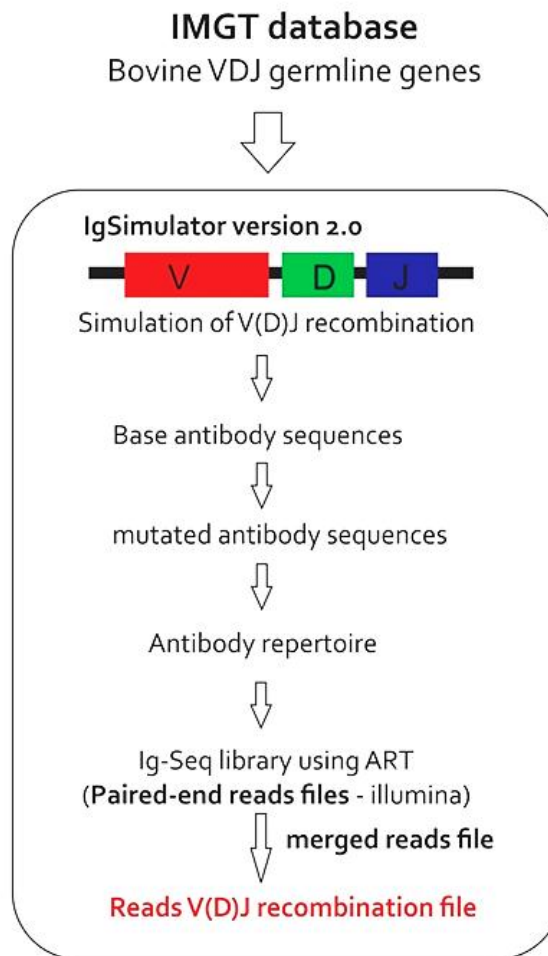 IMGT database
Bovine VDJ germline genes
IgSimulator version 2.0
V D J
Simulation of V(D)J recombination
Base antibody sequences
mutated antibody sequences
Antibody repertoire
Ig-Seq library using ART
(Paired-end reads files - illumina)
merged reads file
Reads V(D)J recombination file